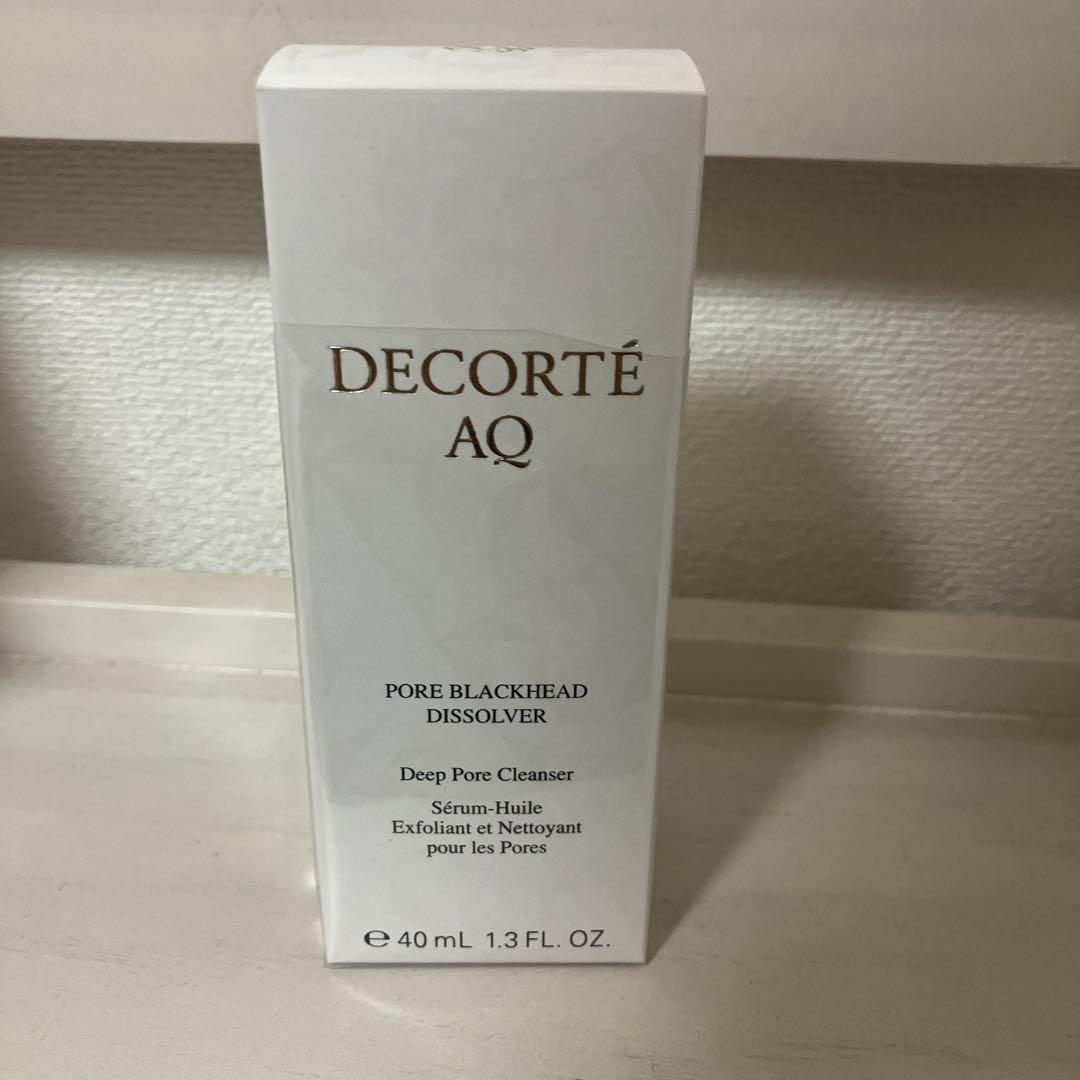 DECORTÉ
AQ
PORE BLACKHEAD
DISSOLVER
Deep Pore Cleanser
Sérum-Huile
Exfoliant et Nettoyant
pour les Pores
℮ 40 mL 1.3 FL. OZ.